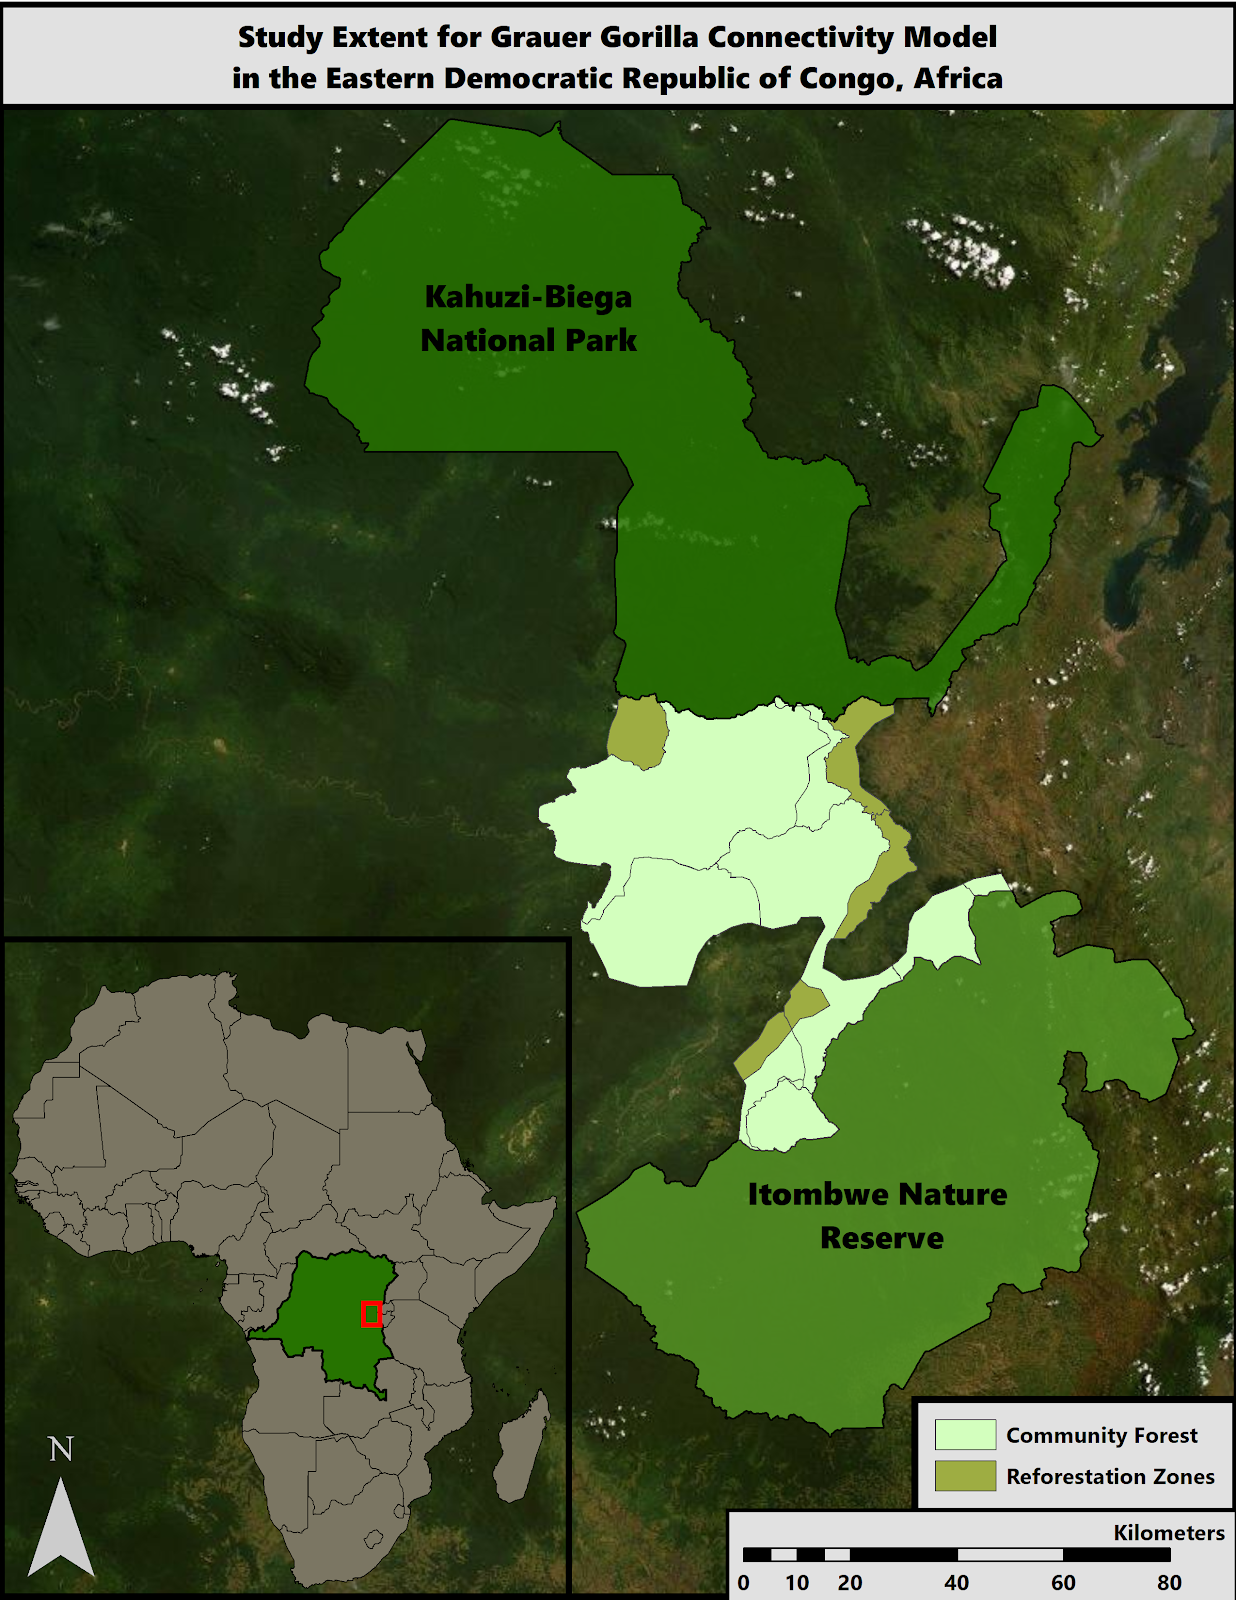 Study Extent for Grauer Gorilla Connectivity Model
in the Eastern Democratic Republic of Congo, Africa
Kahuzi-Biega
National Park
Itombwe Nature
Reserve
N
Community Forest
Reforestation Zones
Kilometers
0 10 20 40 60 80